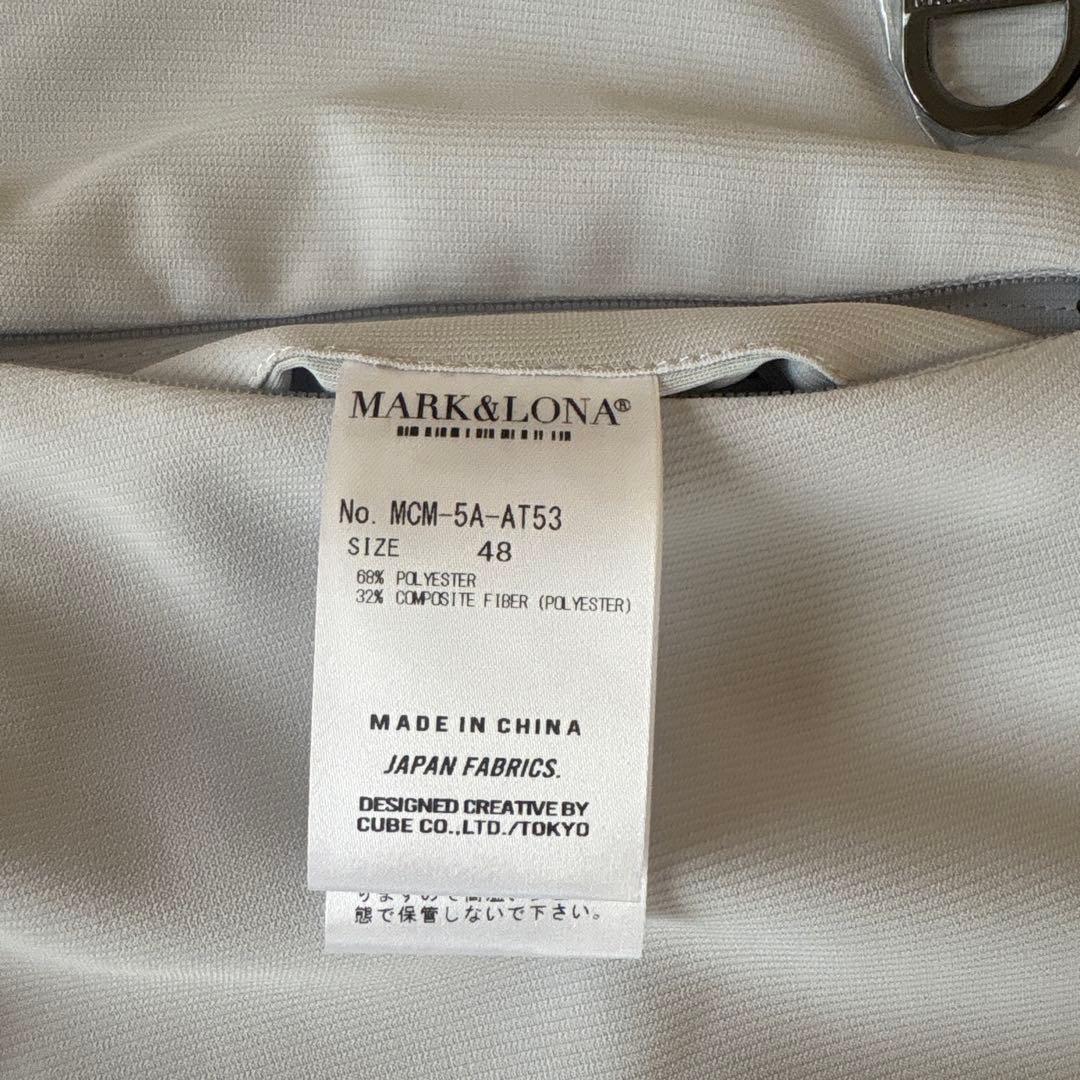 MARK&LONA®
No. MCM-5A-AT53
SIZE 48
68% POLYESTER
32% COMPOSITE FIBER (POLYESTER)
MADE IN CHINA
JAPAN FABRICS.
DESIGNED CREATIVE BY
CUBE CO.,LTD./TOKYO
態で保管しないで下さい。